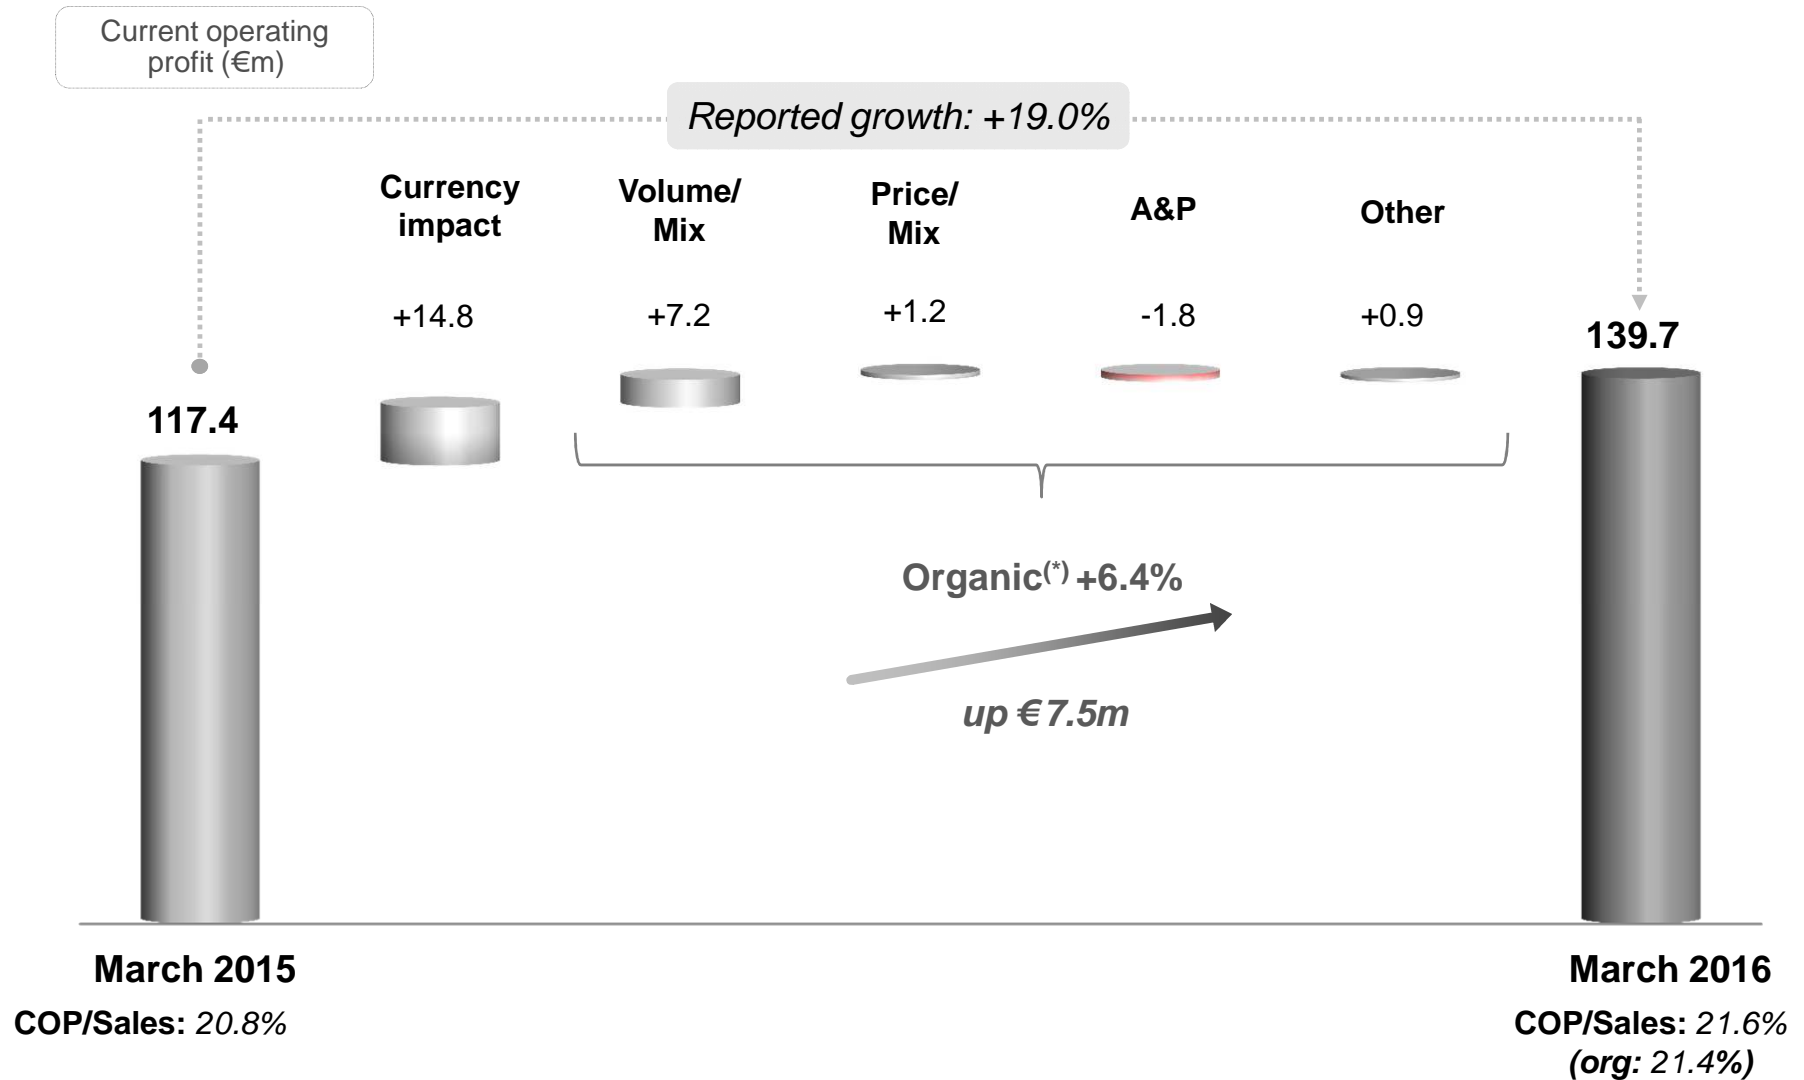 Current operating
profit (€m)
Reported growth: +19.0%
Currency
impact
Volume/
Mix
Price/
Mix
A&P
Other
+14.8
+7.2
+1.2
-1.8
+0.9
139.7
117.4
Organic(*) +6.4%
up € 7.5m
March 2015
March 2016
COP/Sales: 20.8%
COP/Sales: 21.6%
(org: 21.4%)